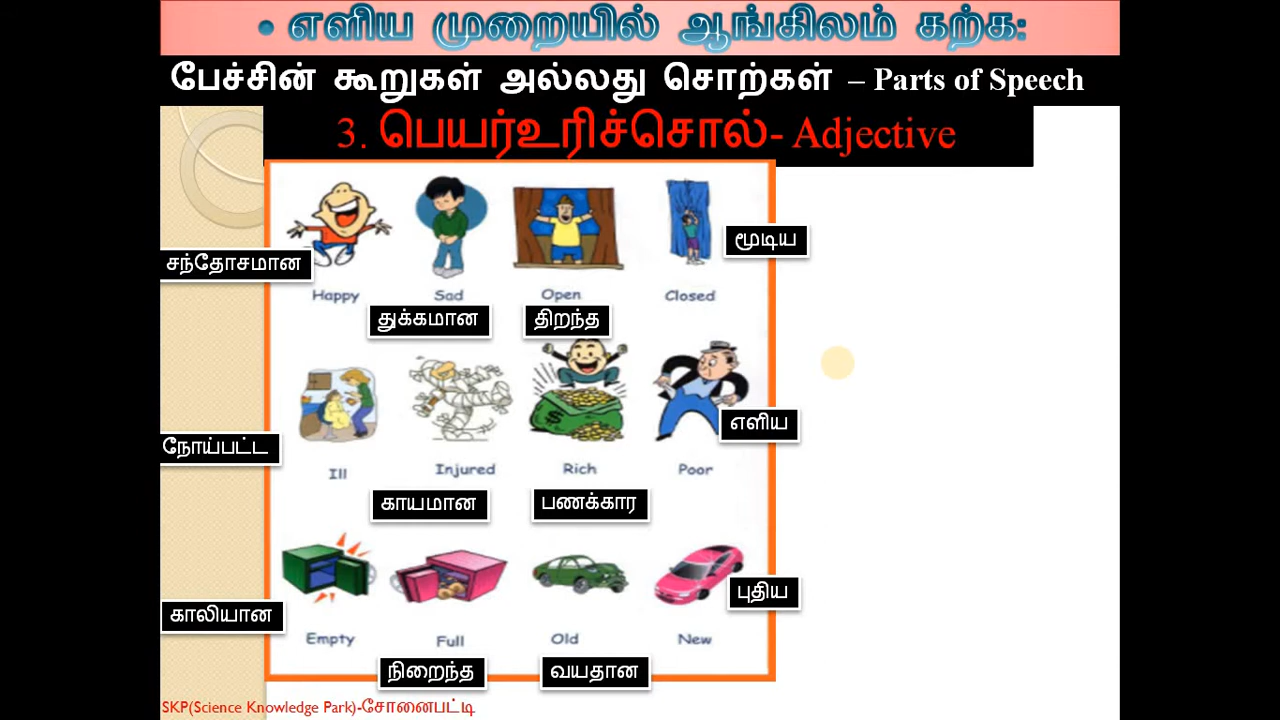 • எளிய முறையில் ஆங்கிலம் கற்க:
பேச்சின் கூறுகள் அல்லது சொற்கள் – Parts of Speech
3. பெயர்உரிச்சொல்- Adjective
மூடிய
சந்தோசமான
Happy Sad Open Closed
துக்கமான திறந்த
$
எளிய
நோய்பட்ட
Ill Injured Rich Poor
காயமான பணக்கார
புதிய
காலியான
Empty Full Old New
நிறைந்த வயதான
SKP(Science Knowledge Park)-சோனைபட்டி